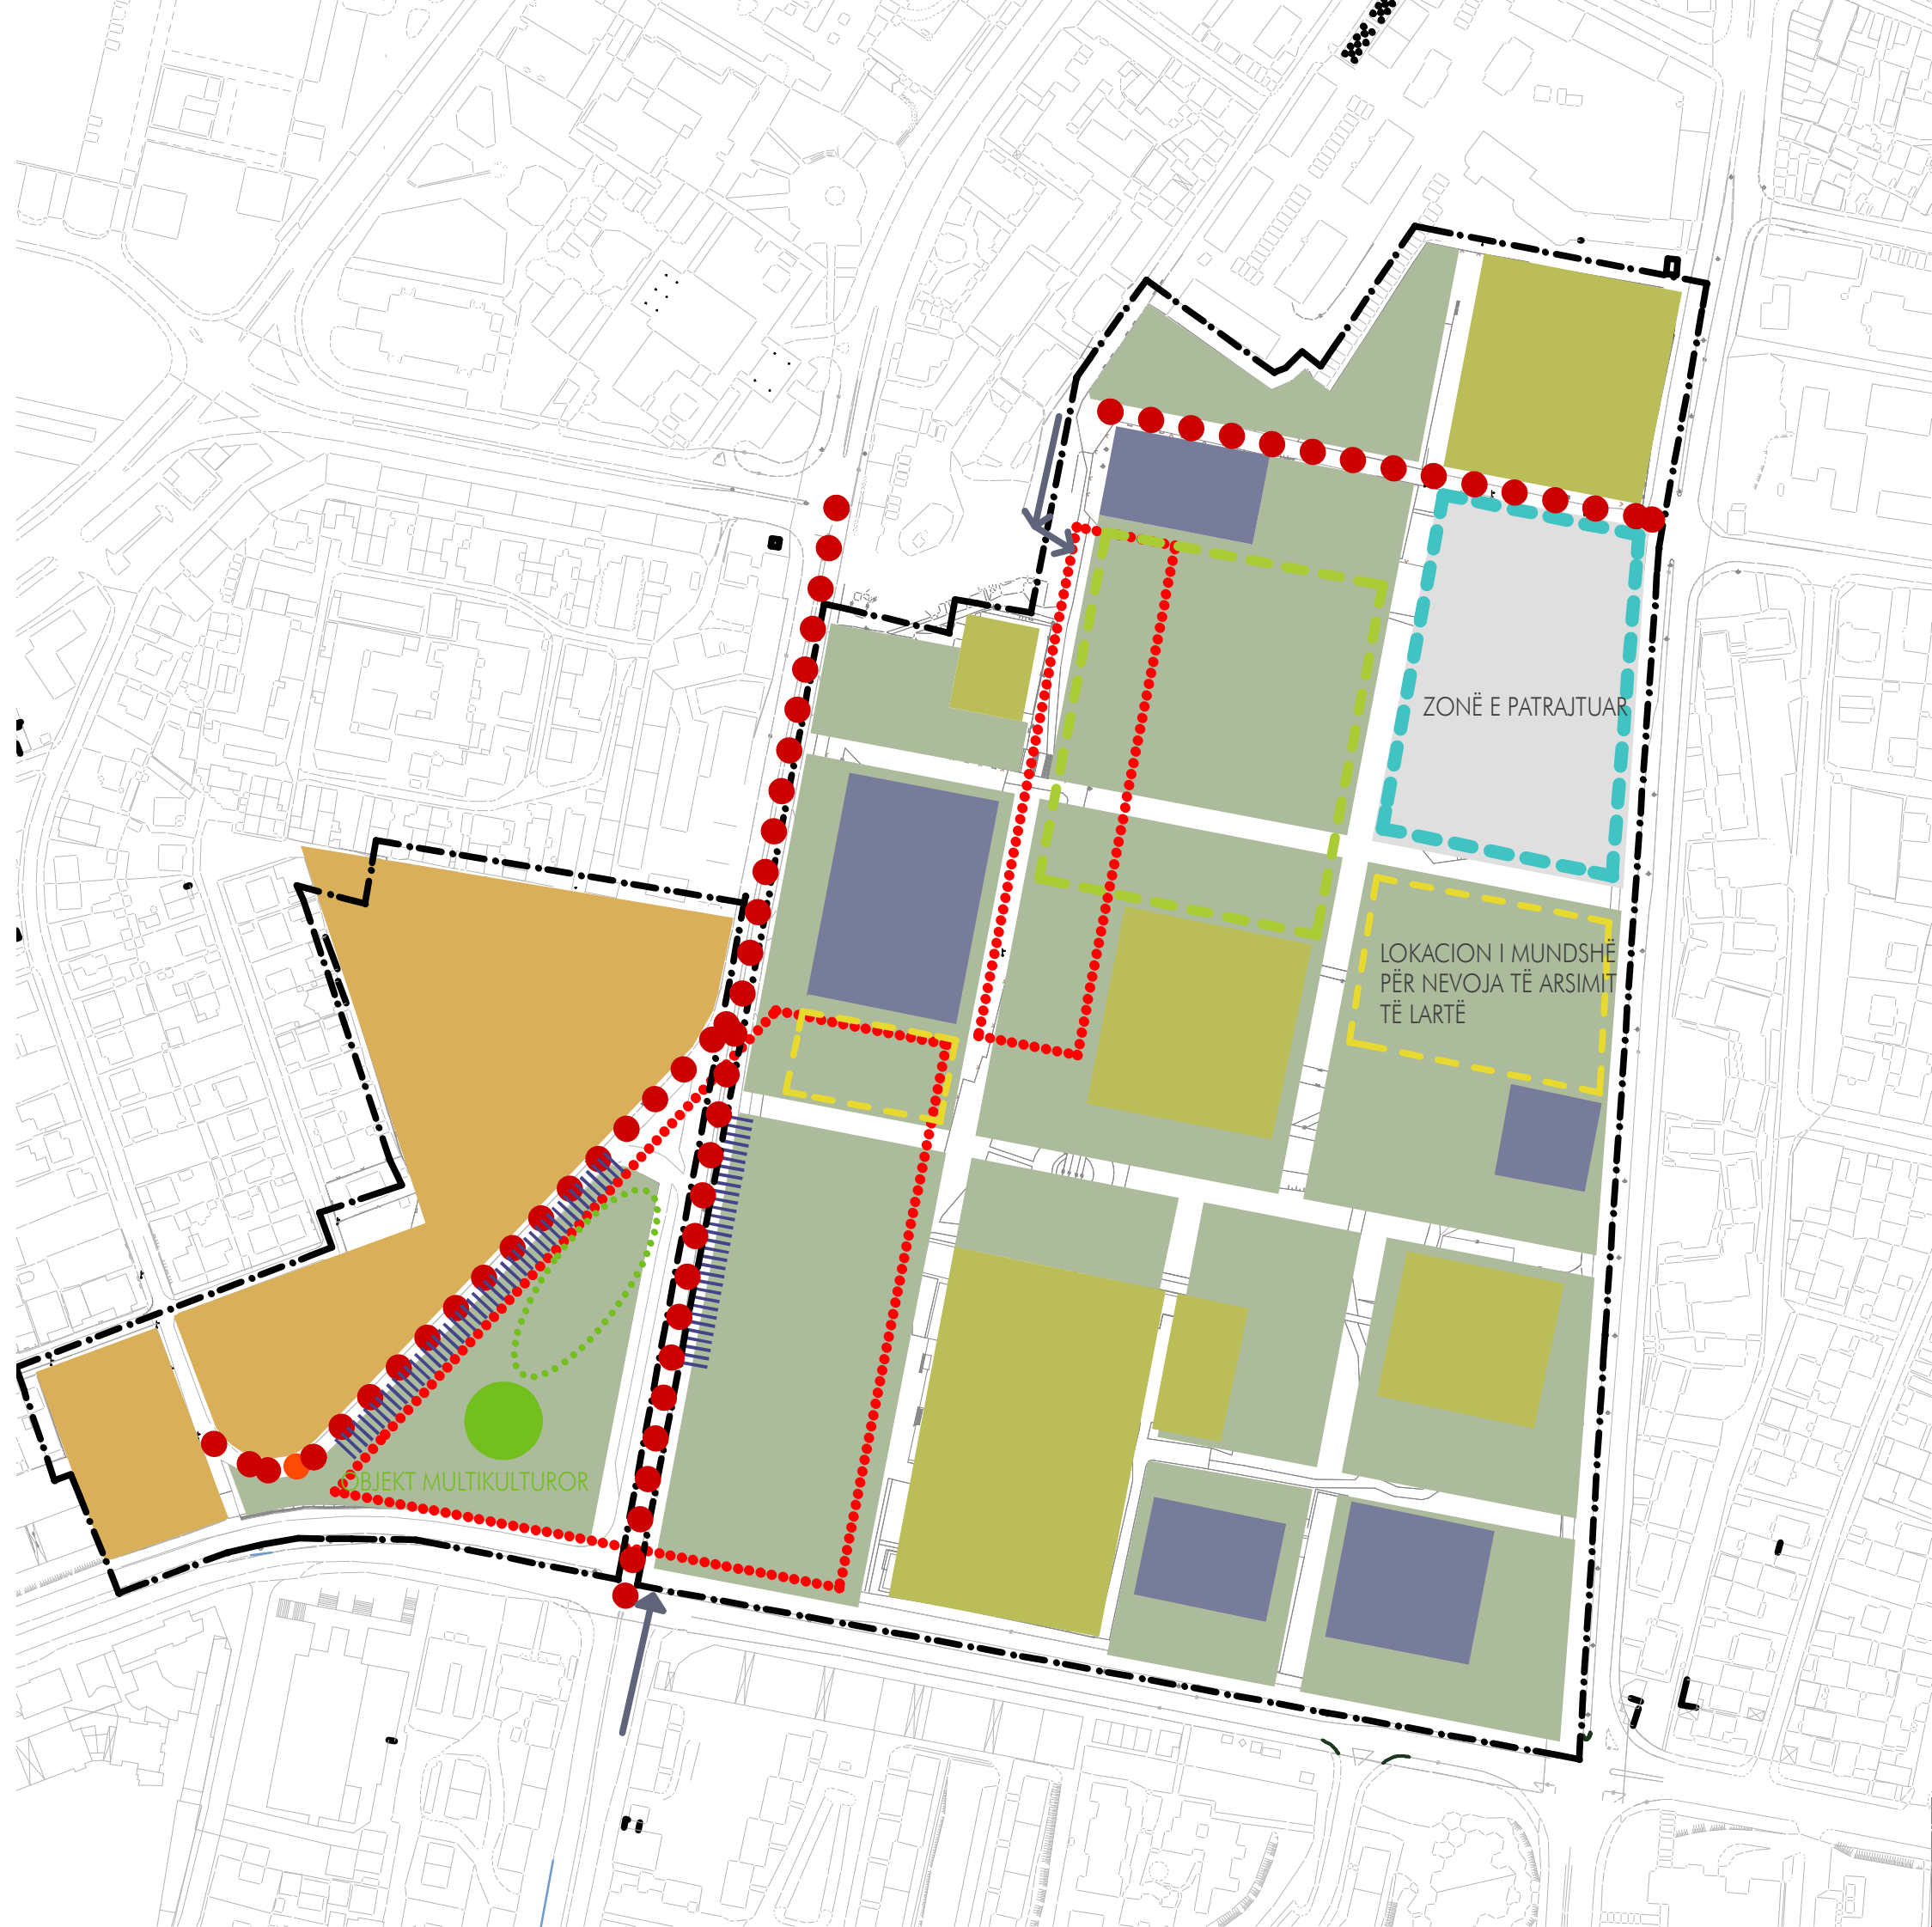 ZONË E PATRAJTUAR
LOKACION I MUNDSHË
PËR NEVOJA TË ARSIMIT
TË LARTË
OBJEKT MULTIKULTUROR